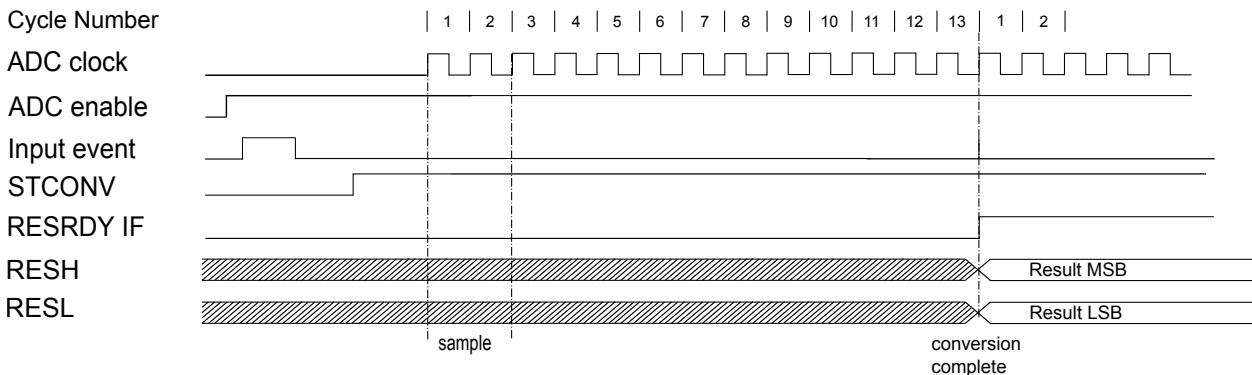 Cycle Number 1 2 3 4 5 6 7 8 9 10 11 12 13 1 2
ADC clock
ADC enable
Input event
STCONV
RESRDY IF
RESH Result MSB
RESL Result LSB
sample conversion
complete